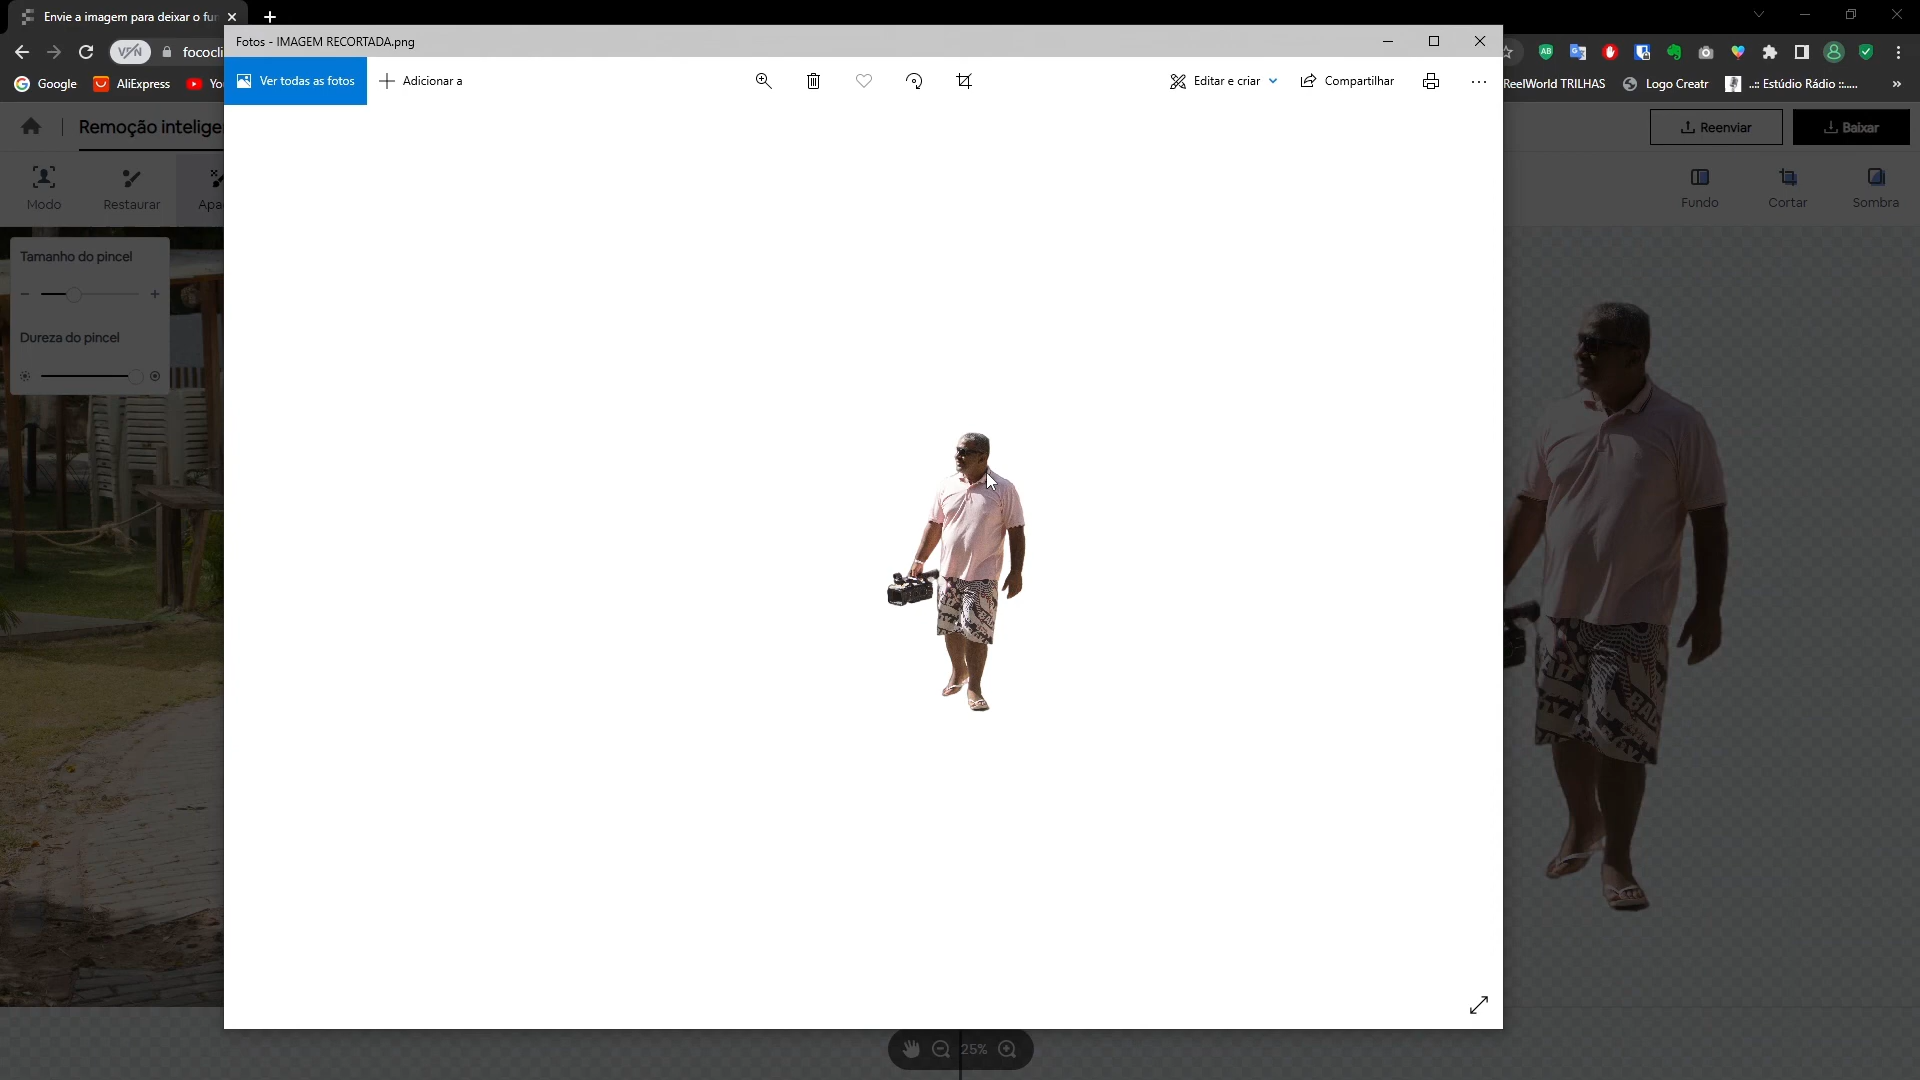 Envie a imagem para deixar o fu
VPN
fococli
Google
AliExpress
Yo
ReelWorld TRILHAS
Logo Creatr
..:: Estúdio Rádio ::.....
»
Fotos - IMAGEM RECORTADA.png
Ver todas as fotos
Adicionar a
Editar e criar
Compartilhar
Remoção intelige
Reenviar
Baixar
Modo
Restaurar
Apa
Fundo
Cortar
Sombra
Tamanho do pincel
Dureza do pincel
25%